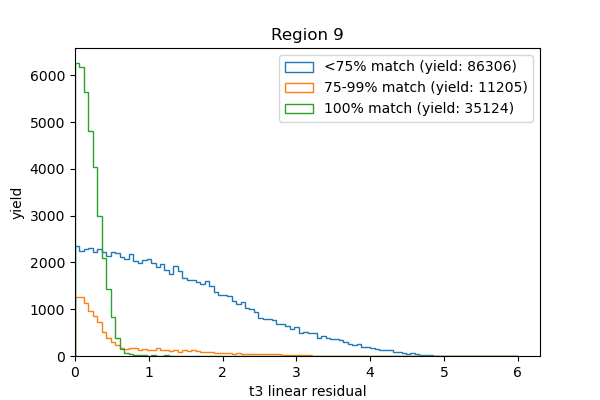 Region 9
<75% match (yield: 86306)
75-99% match (yield: 11205)
100% match (yield: 35124)
yield
6000
5000
4000
3000
2000
1000
0
0 1 2 3 4 5 6
t3 linear residual